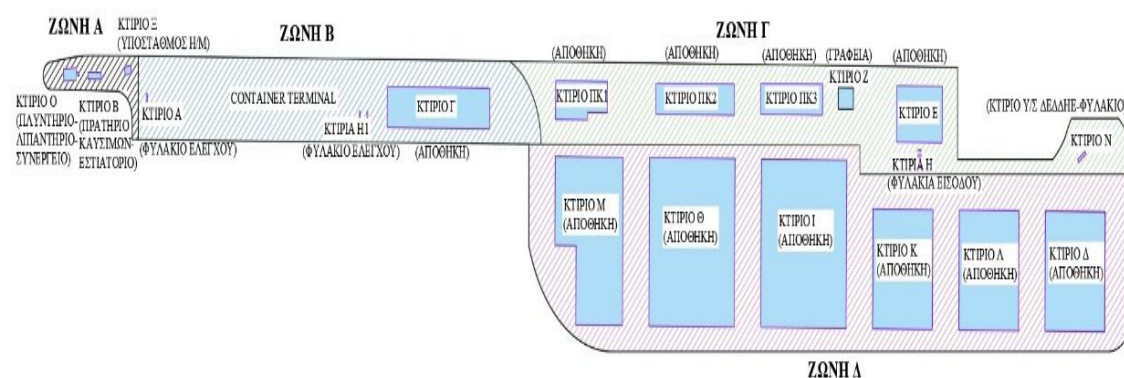 ΖΩΝΗ Α
ΚΤΙΡΙΟ Ξ
(ΥΠΟΣΤΑΘΜΟΣ Η/Μ)
ΖΩΝΗ Β
ΖΩΝΗ Γ
(ΑΠΟΘΗΚΗ)
(ΑΠΟΘΗΚΗ)
(ΑΠΟΘΗΚΗ)
(ΓΡΑΦΕΙΑ)
ΚΤΙΡΙΟ Ζ
(ΑΠΟΘΗΚΗ)
ΚΤΙΡΙΟ Ο
(ΠΛΥΝΤΗΡΙΟ-
ΛΙΠΑΝΤΗΡΙΟ-
ΣΥΝΕΡΓΕΙΟ)
ΚΤΙΡΙΟ Β
(ΠΡΑΤΗΡΙΟ
ΚΑΥΣΙΜΩΝ-
ΕΣΤΙΑΤΟΡΙΟ)
ΚΤΙΡΙΟ Α
(ΦΥΛΑΚΙΟ ΕΛΕΓΧΟΥ)
CONTAINER TERMINAL
ΚΤΙΡΙΑ Η1
(ΦΥΛΑΚΙΟ ΕΛΕΓΧΟΥ)
ΚΤΙΡΙΟ Γ
(ΑΠΟΘΗΚΗ)
ΚΤΙΡΙΟ ΠΚ1
ΚΤΙΡΙΟ ΠΚ2
ΚΤΙΡΙΟ ΠΚ3
ΚΤΙΡΙΟ Ε
(ΚΤΙΡΙΟ Υ/Σ ΔΕΔΔΗΕ-ΦΥΛΑΚΙΟ)
ΚΤΙΡΙΟ Ν
ΚΤΙΡΙΑ Η
(ΦΥΛΑΚΙΑ ΕΙΣΟΔΟΥ)
ΚΤΙΡΙΟ Μ
(ΑΠΟΘΗΚΗ)
ΚΤΙΡΙΟ Θ
(ΑΠΟΘΗΚΗ)
ΚΤΙΡΙΟ Ι
(ΑΠΟΘΗΚΗ)
ΚΤΙΡΙΟ Κ
(ΑΠΟΘΗΚΗ)
ΚΤΙΡΙΟ Λ
(ΑΠΟΘΗΚΗ)
ΚΤΙΡΙΟ Δ
(ΑΠΟΘΗΚΗ)
ΖΩΝΗ Δ